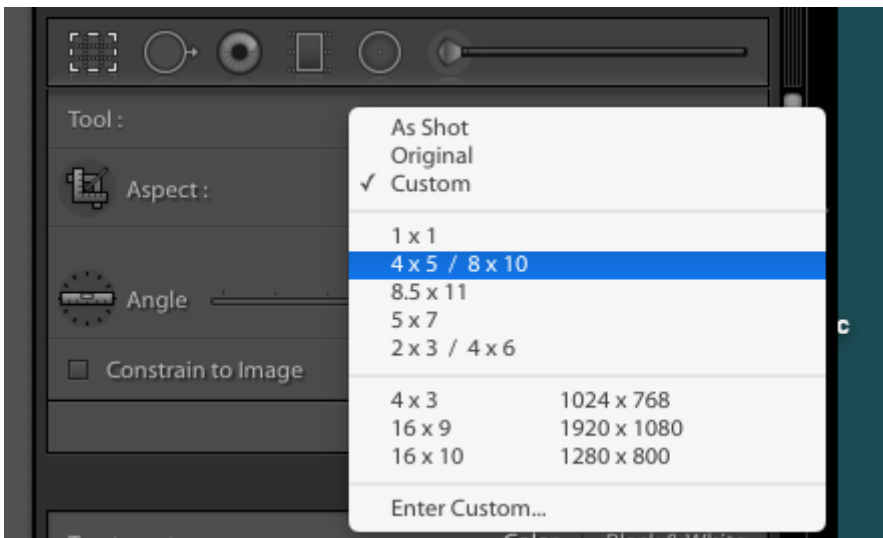 Tool :
As Shot
Original
✓ Custom
Aspect :
1 x 1
4 x 5 / 8 x 10
8.5 x 11
Angle
5 x 7
2 x 3 / 4 x 6
c
Constrain to Image
4 x 3 1024 x 768
16 x 9 1920 x 1080
16 x 10 1280 x 800
Enter Custom...